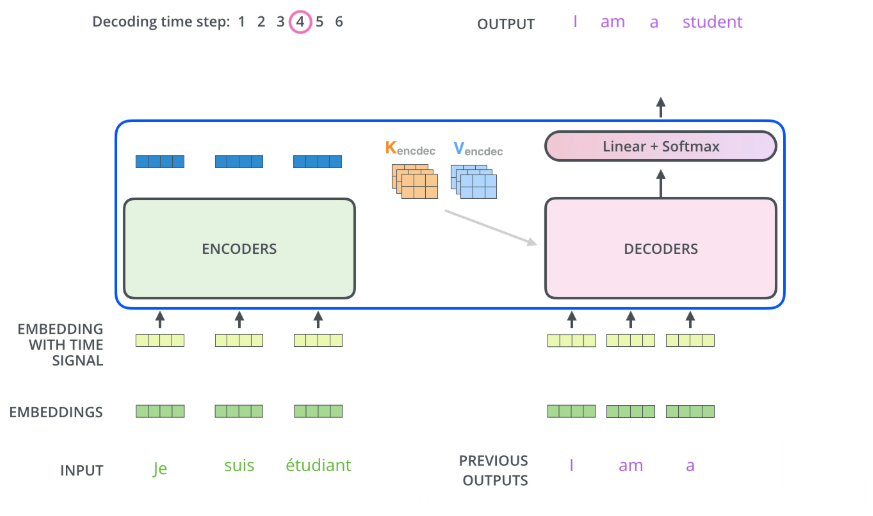 Decoding time step: 1 2 3 4 5 6
OUTPUT I am a student
Kencdec Vencdec
Linear + Softmax
ENCODERS
DECODERS
EMBEDDING
WITH TIME
SIGNAL
EMBEDDINGS
INPUT Je suis étudiant
PREVIOUS
OUTPUTS
I am a